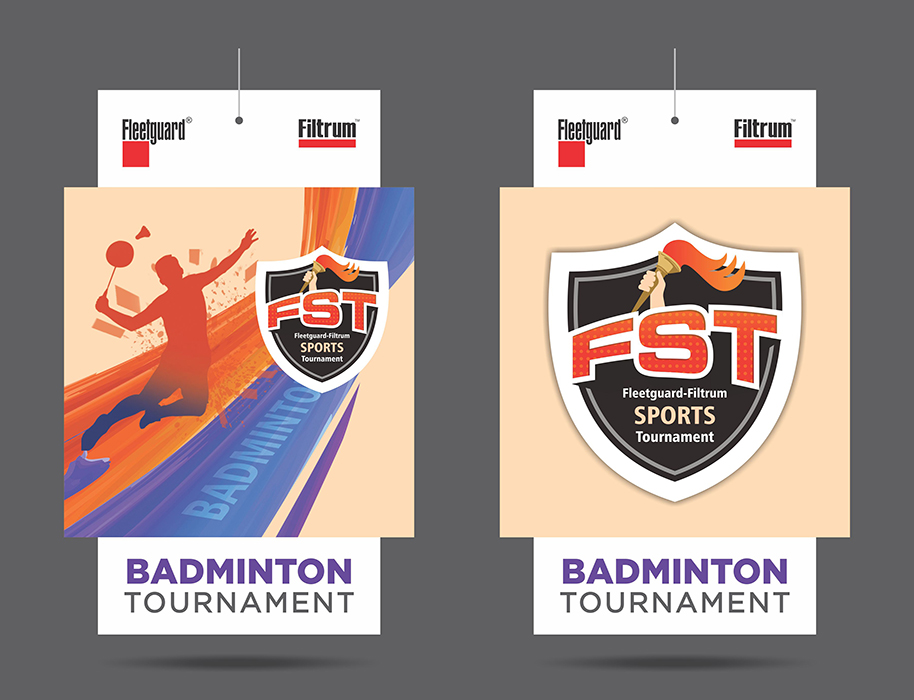 Fleetguard®
Filtrum™
FST
Fleetguard-Filtrum
SPORTS
Tournament
BADMINTON
BADMINTON
TOURNAMENT
Fleetguard®
Filtrum™
FST
Fleetguard-Filtrum
SPORTS
Tournament
BADMINTON
TOURNAMENT